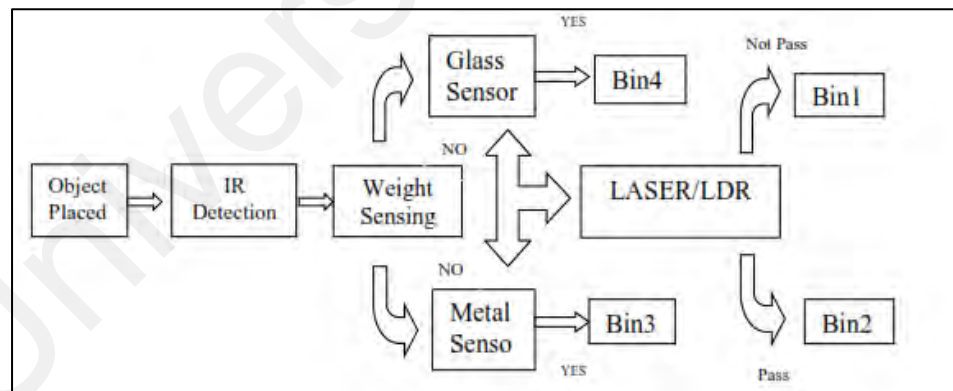 YES
Glass
Sensor
Bin4
Not Pass
Bin1
NO
Object
Placed
IR
Detection
Weight
Sensing
LASER/LDR
NO
Metal
Senso
Bin3
YES
Bin2
Pass
Univers